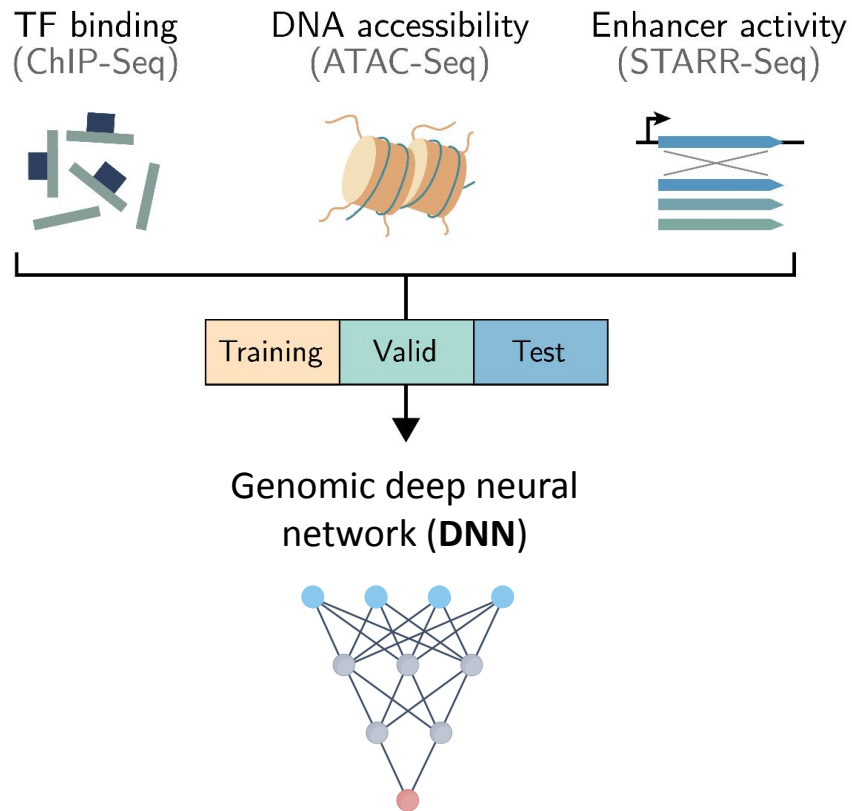 TF binding
(ChIP-Seq)
DNA accessibility
(ATAC-Seq)
Enhancer activity
(STARR-Seq)
Training
Valid
Test
Genomic deep neural
network (DNN)